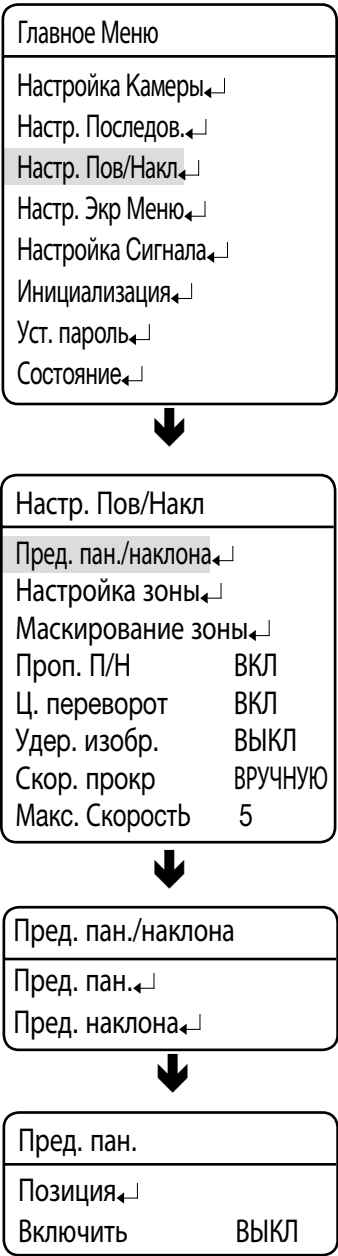 Главное Меню
Настройка Камеры↵
Настр. Последов.↵
Настр. Пов/Накл↵
Настр. Экр Меню↵
Настройка Сигнала↵
Инициализация↵
Уст. пароль↵
Состояние↵
Настр. Пов/Накл
Пред. пан./наклона↵
Настройка зоны↵
Маскирование зоны↵
Проп. П/Н ВКЛ
Ц. переворот ВКЛ
Удер. изобр. ВЫКЛ
Скор. прокр ВРУЧНУЮ
Макс. СкоростЬ 5
Пред. пан./наклона
Пред. пан.↵
Пред. наклона↵
Пред. пан.
Позиция↵
Включить ВЫКЛ